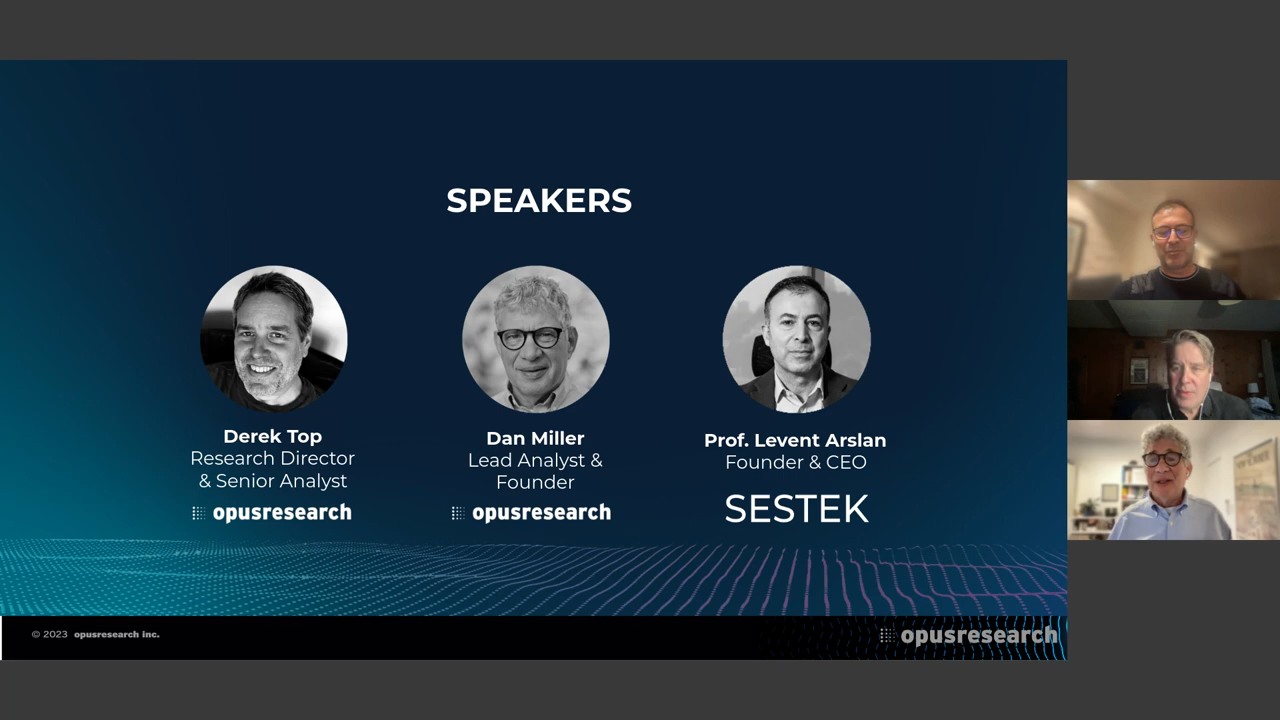 SPEAKERS
Derek Top
Research Director
& Senior Analyst
opusresearch
Dan Miller
Lead Analyst &
Founder
opusresearch
Prof. Levent Arslan
Founder & CEO
SESTEK
© 2023 opusresearch inc.
opusresearch